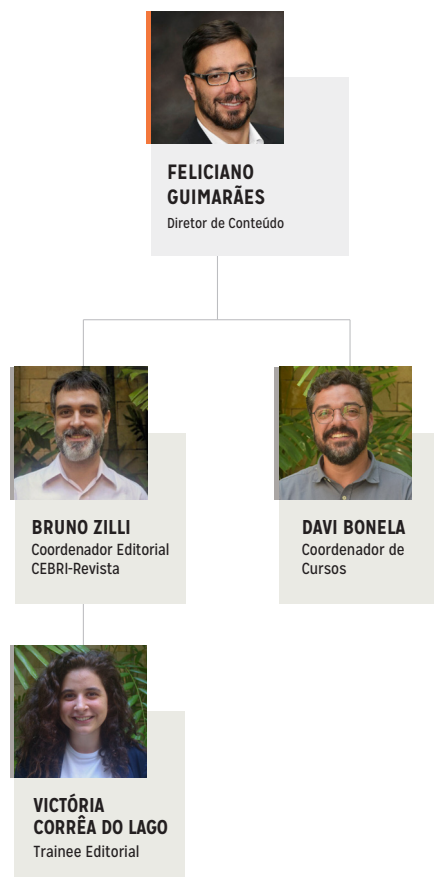 FELICIANO
GUIMARÃES
Diretor de Conteúdo
BRUNO ZILLI
Coordenador Editorial
CEBRI-Revista
DAVI BONELA
Coordenador de
Cursos
VICTÓRIA
CORRÊA DO LAGO
Trainee Editorial